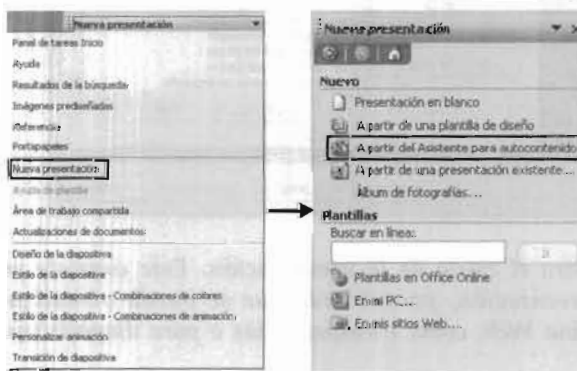 Nueva presentación
Panel de tareas Inicio
Ayuda
Resultados de la búsqueda
Imágenes prediseñadas
Referencia
Portapapeles
Nueva presentación
Ayuda de plantilla
Área de trabajo compartida
Actualizaciones de documentos
Diseño de la diapositiva
Estilo de la diapositiva
Estilo de la diapositiva - Combinaciones de colores
Estilo de la diapositiva - Combinaciones de animación
Personalizar animación
Transición de diapositiva
Nueva presentación
Nuevo
Presentación en blanco
A partir de una plantilla de diseño
A partir del Asistente para autocontenido
A partir de una presentación existente...
Álbum de fotografías...
Plantillas
Buscar en línea:
Plantillas en Office Online
En mi PC...
En mis sitios Web...